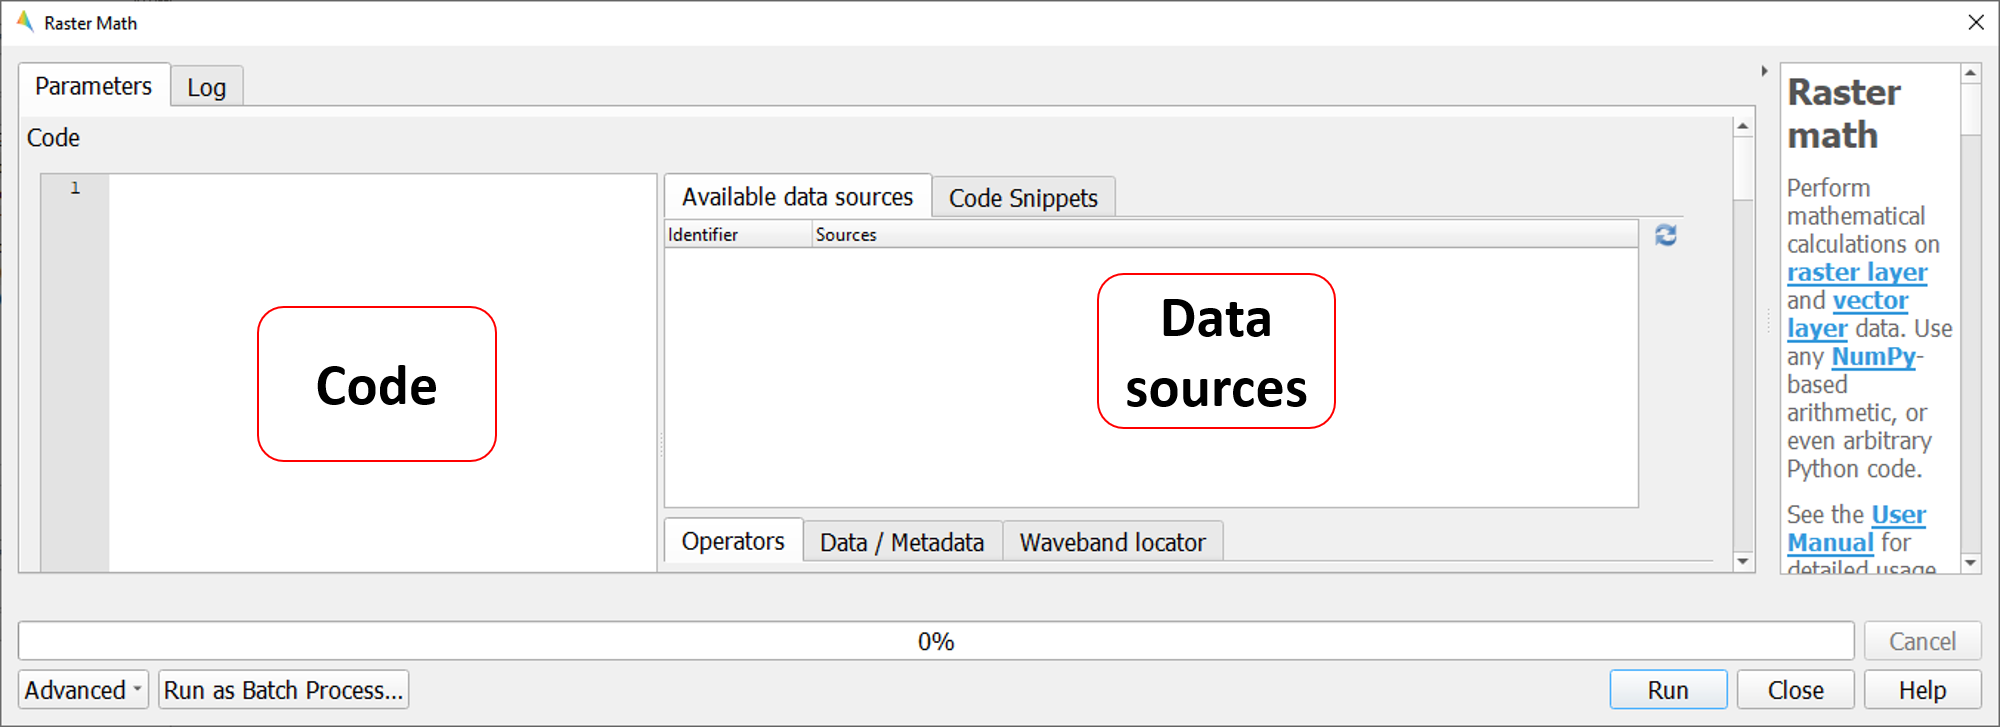 Raster Math
Parameters
Log
Code
1
Available data sources
Code Snippets
Identifier
Sources
Code
Data
sources
Operators
Data / Metadata
Waveband locator
Raster
math
Perform
mathematical
calculations on
raster layer
and vector
layer data. Use
any NumPy-
based
arithmetic, or
even arbitrary
Python code.
See the User
Manual for
detailed usage
0%
Cancel
Advanced
Run as Batch Process...
Run
Close
Help